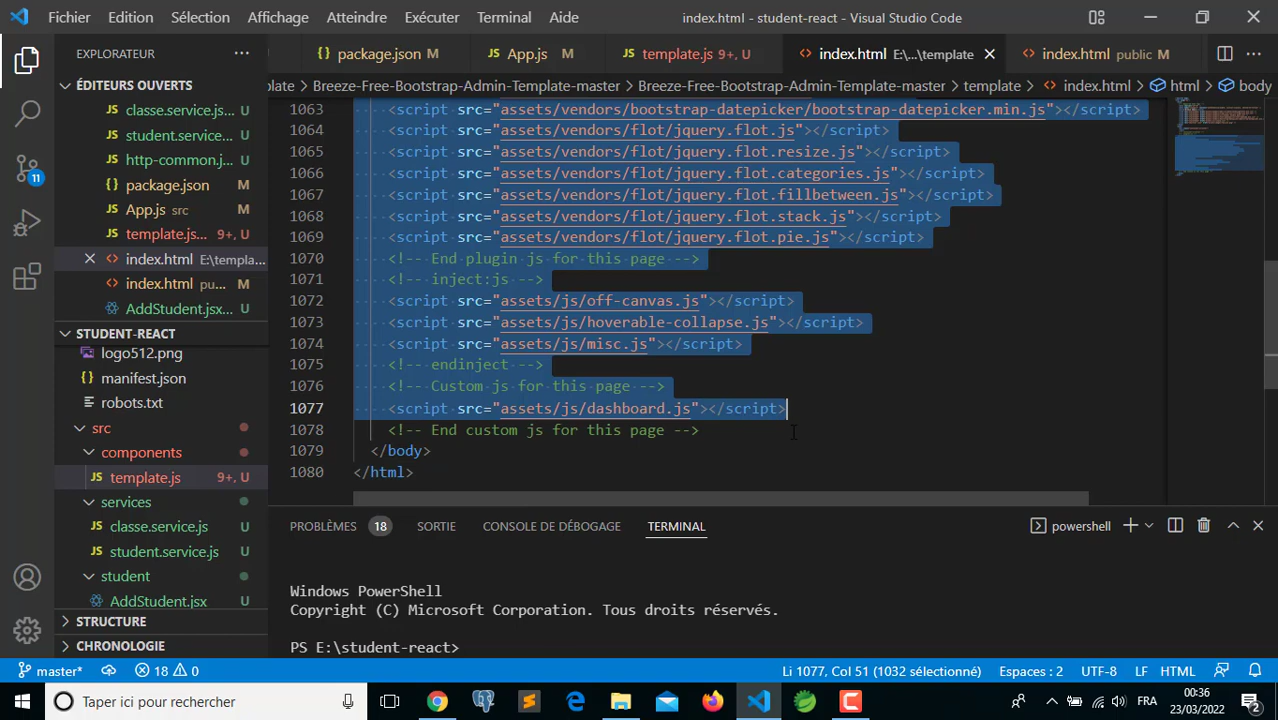 Fichier Edition Sélection Affichage Atteindre Exécuter Terminal Aide index.html - student-react - Visual Studio Code
EXPLORATEUR
package.json M App.js M template.js 9+, U index.html E:\...\template index.html public M
ÉDITEURS OUVERTS
plate Breeze-Free-Bootstrap-Admin-Template-master Breeze-Free-Bootstrap-Admin-Template-master template index.html html body
classe.service.js... U
student.service... U
http-common.j... U
package.json M
App.js src M
template.js... 9+, U
index.html E:\templa...
index.html pu... M
AddStudent.jsx... U
STUDENT-REACT
logo512.png
manifest.json
robots.txt
src
components
template.js 9+, U
services
classe.service.js U
student.service.js U
student
AddStudent.jsx U
STRUCTURE
CHRONOLOGIE
11
1063 <script src="assets/vendors/bootstrap-datepicker/bootstrap-datepicker.min.js"></script>
1064 <script src="assets/vendors/flot/jquery.flot.js"></script>
1065 <script src="assets/vendors/flot/jquery.flot.resize.js"></script>
1066 <script src="assets/vendors/flot/jquery.flot.categories.js"></script>
1067 <script src="assets/vendors/flot/jquery.flot.fillbetween.js"></script>
1068 <script src="assets/vendors/flot/jquery.flot.stack.js"></script>
1069 <script src="assets/vendors/flot/jquery.flot.pie.js"></script>
1070 <!-- End plugin js for this page -->
1071 <!-- inject:js -->
1072 <script src="assets/js/off-canvas.js"></script>
1073 <script src="assets/js/hoverable-collapse.js"></script>
1074 <script src="assets/js/misc.js"></script>
1075 <!-- endinject -->
1076 <!-- Custom js for this page -->
1077 <script src="assets/js/dashboard.js"></script>
1078 <!-- End custom js for this page -->
1079 </body>
1080 </html>
PROBLÈMES 18 SORTIE CONSOLE DE DÉBOGAGE TERMINAL powershell
Windows PowerShell
Copyright (C) Microsoft Corporation. Tous droits réservés.
PS E:\student-react>
master* 18 0 Li 1077, Col 51 (1032 sélectionné) Espaces : 2 UTF-8 LF HTML
Taper ici pour rechercher
FRA
00:36
23/03/2022
2